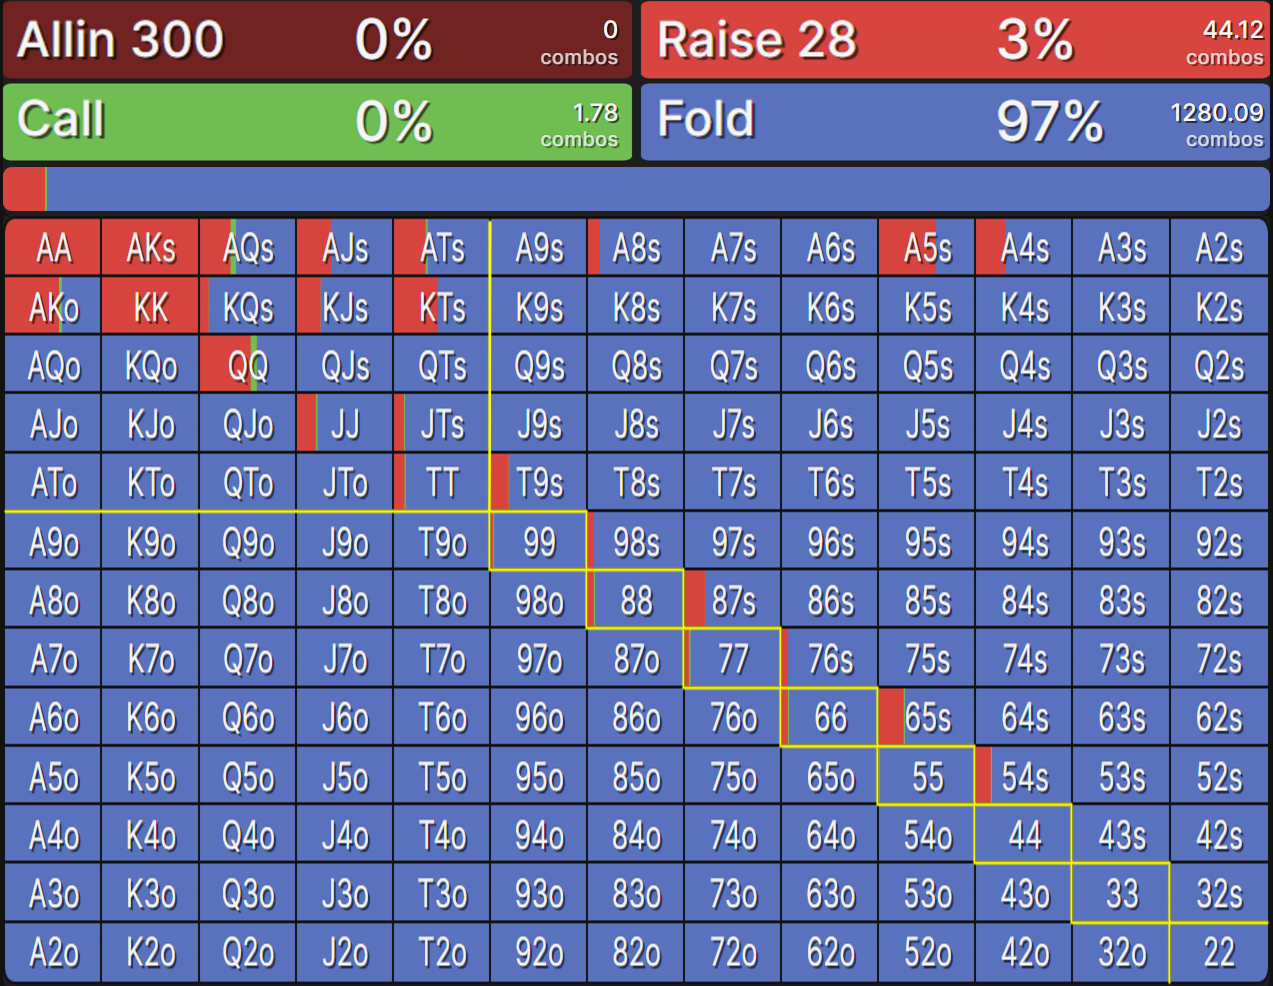 Allin 300 0% 0 combos Raise 28 3% 44.12 combos
Call 0% 1.78 combos Fold 97% 1280.09 combos
AA AKs AQs AJs ATs A9s A8s A7s A6s A5s A4s A3s A2s
AKo KK KQs KJs KTs K9s K8s K7s K6s K5s K4s K3s K2s
AQo KQo QQ QJs QTs Q9s Q8s Q7s Q6s Q5s Q4s Q3s Q2s
AJo KJo QJo JJ JTs J9s J8s J7s J6s J5s J4s J3s J2s
ATo KTo QTo JTo TT T9s T8s T7s T6s T5s T4s T3s T2s
A9o K9o Q9o J9o T9o 99 98s 97s 96s 95s 94s 93s 92s
A8o K8o Q8o J8o T8o 98o 88 87s 86s 85s 84s 83s 82s
A7o K7o Q7o J7o T7o 97o 87o 77 76s 75s 74s 73s 72s
A6o K6o Q6o J6o T6o 96o 86o 76o 66 65s 64s 63s 62s
A5o K5o Q5o J5o T5o 95o 85o 75o 65o 55 54s 53s 52s
A4o K4o Q4o J4o T4o 94o 84o 74o 64o 54o 44 43s 42s
A3o K3o Q3o J3o T3o 93o 83o 73o 63o 53o 43o 33 32s
A2o K2o Q2o J2o T2o 92o 82o 72o 62o 52o 42o 32o 22